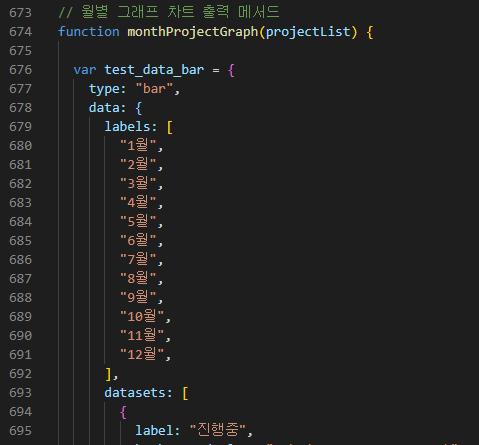 673 // 월별 그래프 차트 출력 메서드
674 function monthProjectGraph(projectList) {
675
676 var test_data_bar = {
677 type: "bar",
678 data: {
679 labels: [
680 "1월",
681 "2월",
682 "3월",
683 "4월",
684 "5월",
685 "6월",
686 "7월",
687 "8월",
688 "9월",
689 "10월",
690 "11월",
691 "12월",
692 ],
693 datasets: [
694 {
695 label: "진행중",